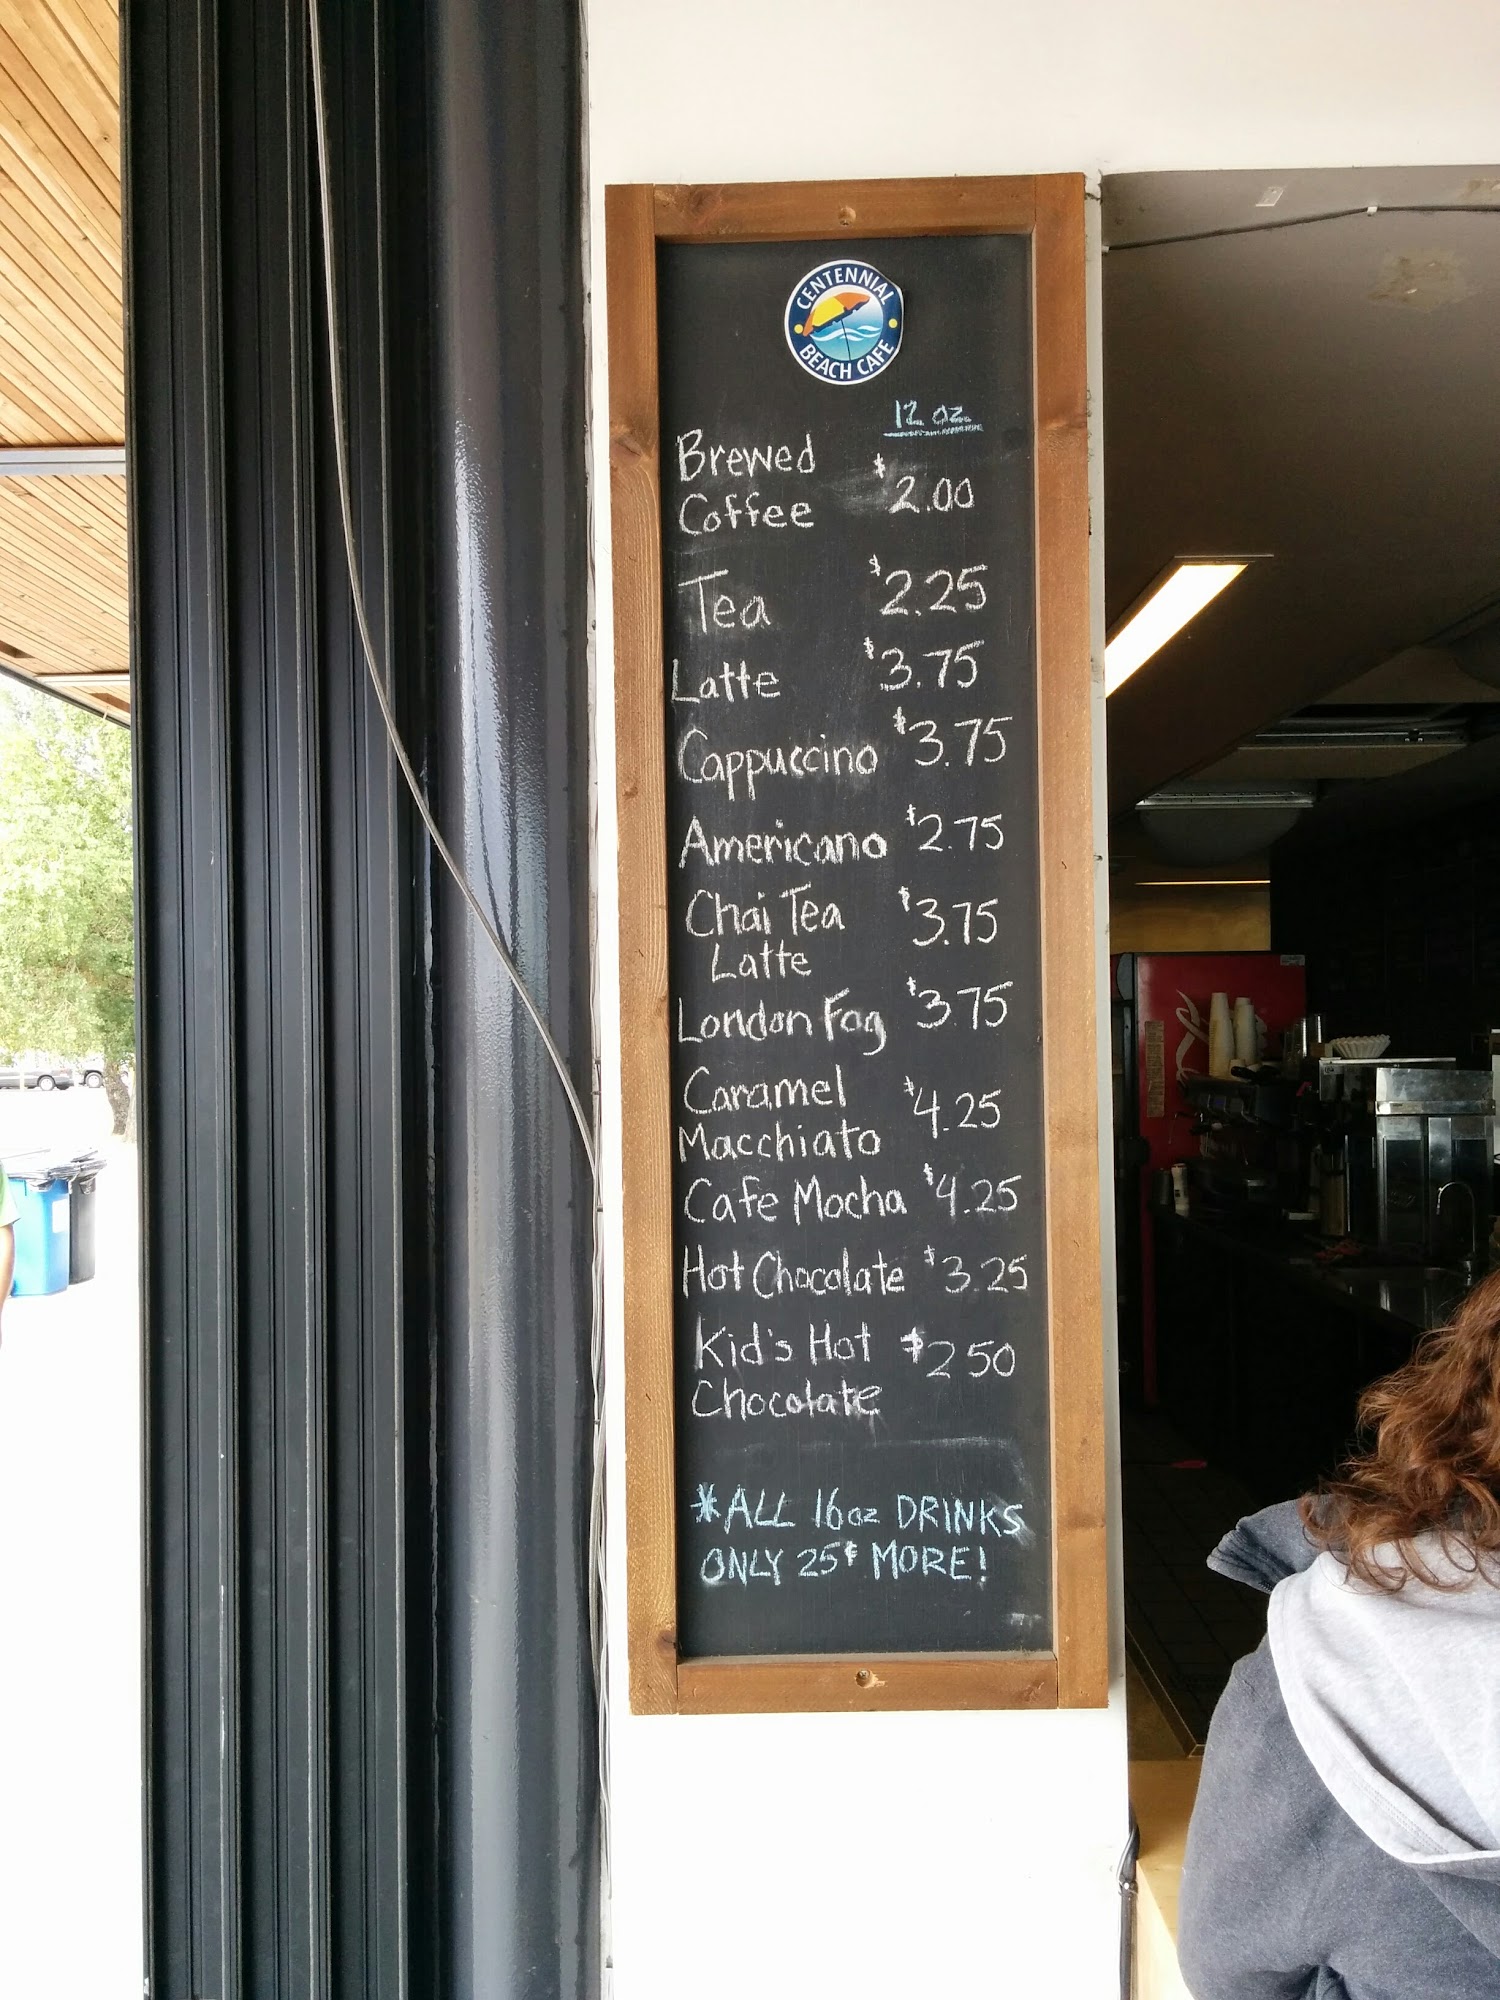 CENTENNIAL
BEACH CAFE
12 oz
Brewed
Coffee $2.00
Tea $2.25
Latte $3.75
Cappuccino $3.75
Americano $2.75
Chai Tea
Latte $3.75
London Fog $3.75
Caramel
Macchiato $4.25
Cafe Mocha $4.25
Hot Chocolate $3.25
Kid's Hot $2.50
Chocolate
*ALL 16oz DRINKS
ONLY 25¢ MORE!